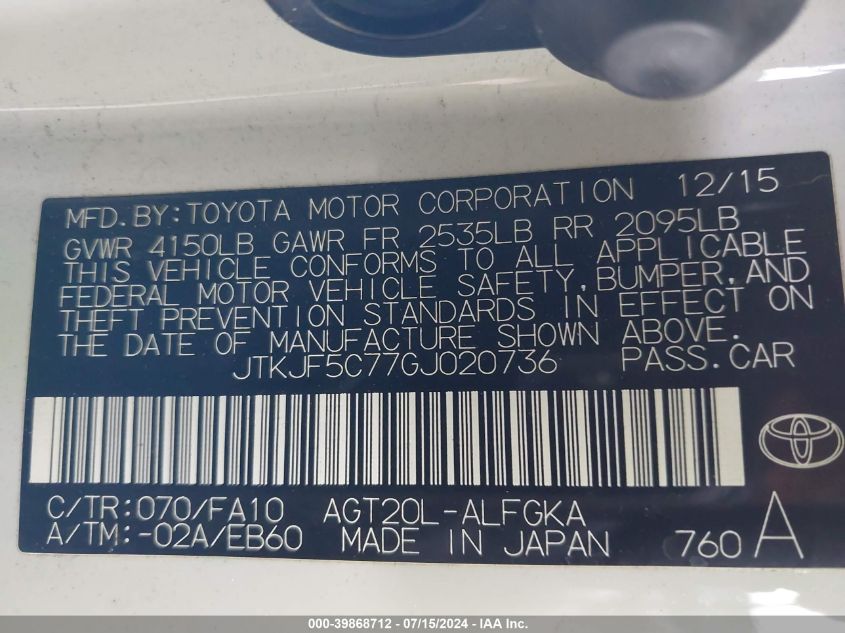 MFD.BY:TOYOTA MOTOR CORPORATION 12/15
GVWR 4150LB GAWR FR 2535LB RR 2095LB
THIS VEHICLE CONFORMS TO ALL APPLICABLE
FEDERAL MOTOR VEHICLE SAFETY,BUMPER,AND
THEFT PREVENTION STANDARDS IN EFFECT ON
THE DATE OF MANUFACTURE SHOWN ABOVE.
JTKJF5C77GJ020736 PASS.CAR
C/TR:070/FA10 AGT20L-ALFGKA
A/TM:-02A/EB60 MADE IN JAPAN 760 A
000-39868712 - 07/15/2024 - IAA Inc.